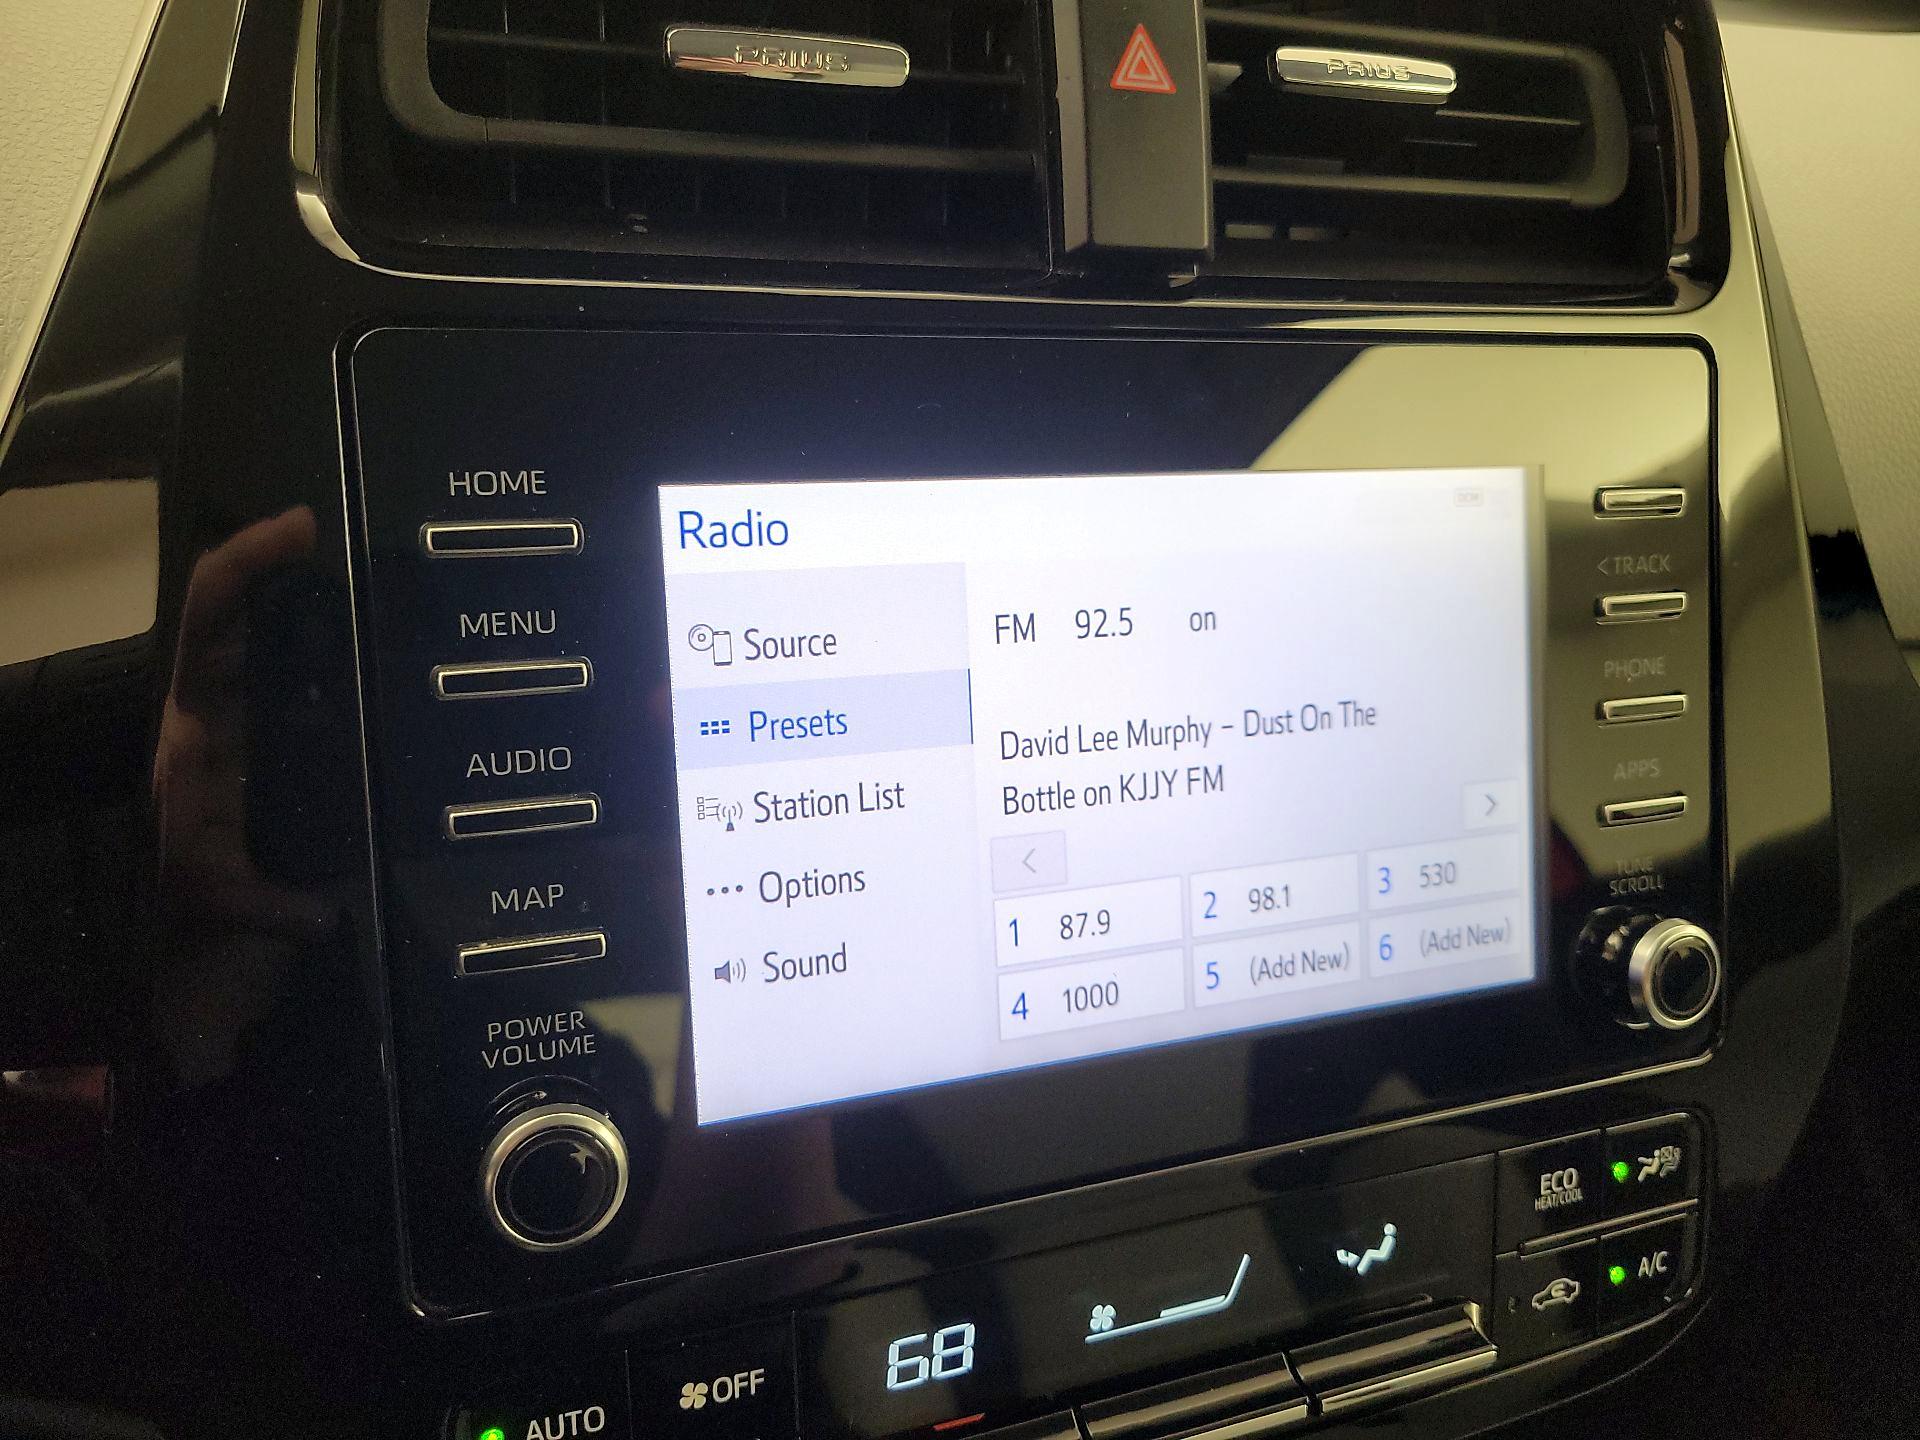 PRIUS
PRIUS
HOME
MENU
AUDIO
MAP
POWER
VOLUME
Radio
Source
Presets
Station List
Options
Sound
FM 92.5 on
David Lee Murphy – Dust On The
Bottle on KJJY FM
<
>
1 87.9
2 98.1
3 530
4 1000
5 (Add New)
6 (Add New)
< TRACK
PHONE
APPS
TUNE
SCROLL
ECO
HEAT/COOL
A/C
68
OFF
AUTO